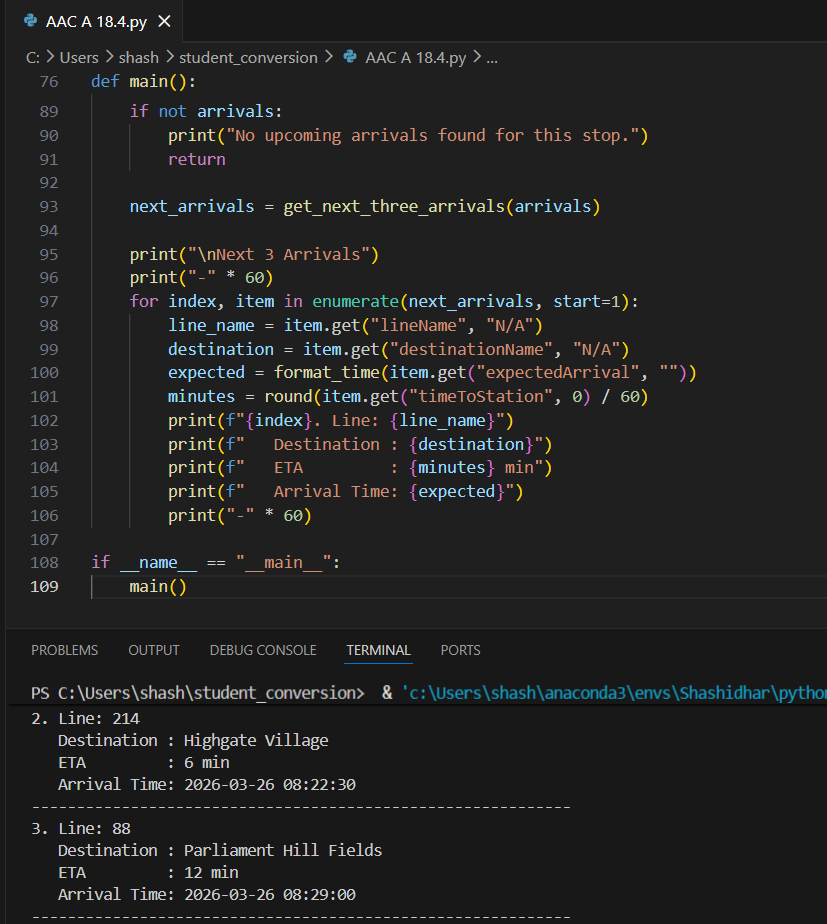 AAC A 18.4.py
C: > Users > shash > student_conversion > AAC A 18.4.py > ...
76 def main():
89 if not arrivals:
90 print("No upcoming arrivals found for this stop.")
91 return
92
93 next_arrivals = get_next_three_arrivals(arrivals)
94
95 print("\nNext 3 Arrivals")
96 print("-" * 60)
97 for index, item in enumerate(next_arrivals, start=1):
98 line_name = item.get("lineName", "N/A")
99 destination = item.get("destinationName", "N/A")
100 expected = format_time(item.get("expectedArrival", ""))
101 minutes = round(item.get("timeToStation", 0) / 60)
102 print(f"{index}. Line: {line_name}")
103 print(f"   Destination : {destination}")
104 print(f"   ETA         : {minutes} min")
105 print(f"   Arrival Time: {expected}")
106 print("-" * 60)
107
108 if __name__ == "__main__":
109 main()
PROBLEMS OUTPUT DEBUG CONSOLE TERMINAL PORTS
PS C:\Users\shash\student_conversion>  & 'c:\Users\shash\anaconda3\envs\Shashidhar\python
2. Line: 214
   Destination : Highgate Village
   ETA         : 6 min
   Arrival Time: 2026-03-26 08:22:30
------------------------------------------------------------
3. Line: 88
   Destination : Parliament Hill Fields
   ETA         : 12 min
   Arrival Time: 2026-03-26 08:29:00
------------------------------------------------------------